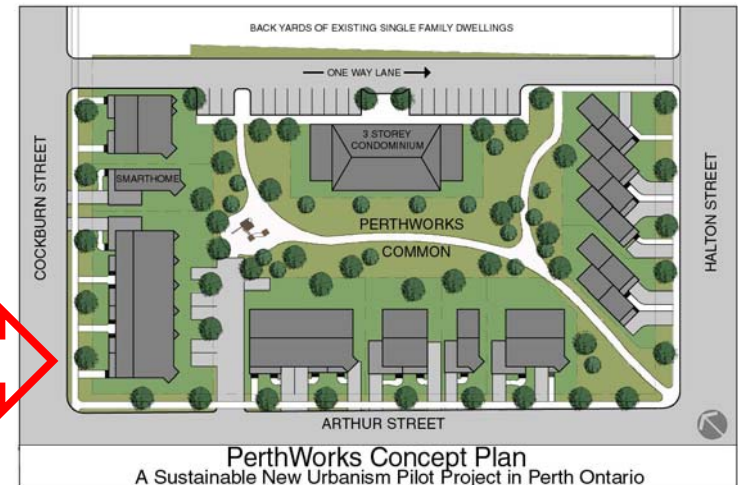 BACK YARDS OF EXISTING SINGLE FAMILY DWELLINGS
ONE WAY LANE
3 STOREY
CONDOMINIUM
SMARTHOME
COCKBURN STREET
HALTON STREET
PERTHWORKS
COMMON
ARTHUR STREET
PerthWorks Concept Plan
A Sustainable New Urbanism Pilot Project in Perth Ontario